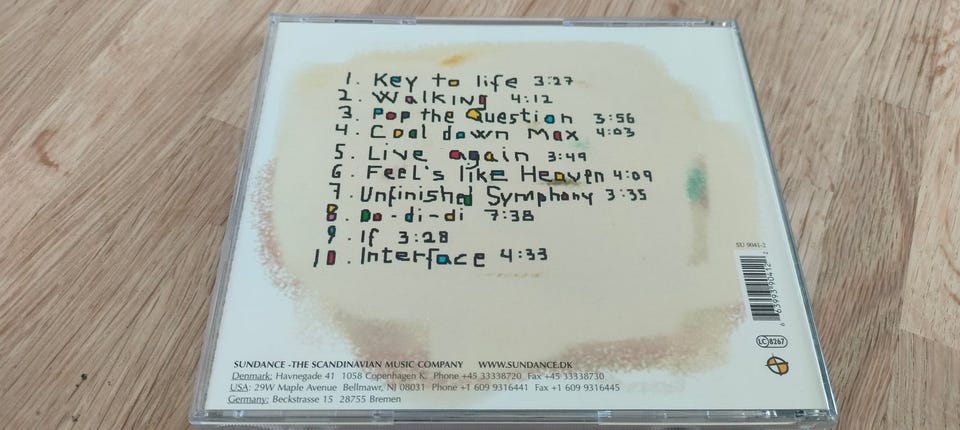 1. Key to life 3:27
2. Walking 4:12
3. Pop the Question 3:56
4. Cool down Max 4:03
5. Live again 3:49
6. Feel's like Heaven 4:09
7. Unfinished Symphony 3:35
8. Do-di-di 7:38
9. If 3:28
10. Interface 4:33
SU 9041-2
6 63993 90412 2
LC 8267
SUNDANCE -THE SCANDINAVIAN MUSIC COMPANY WWW.SUNDANCE.DK
Denmark: Havnegade 41 1058 Copenhagen K. Phone +45 33338720 Fax +45 33338730
USA: 29W Maple Avenue Bellmawr, NJ 08031 Phone +1 609 9316441 Fax +1 609 9316445
Germany: Beckstrasse 15 28755 Bremen